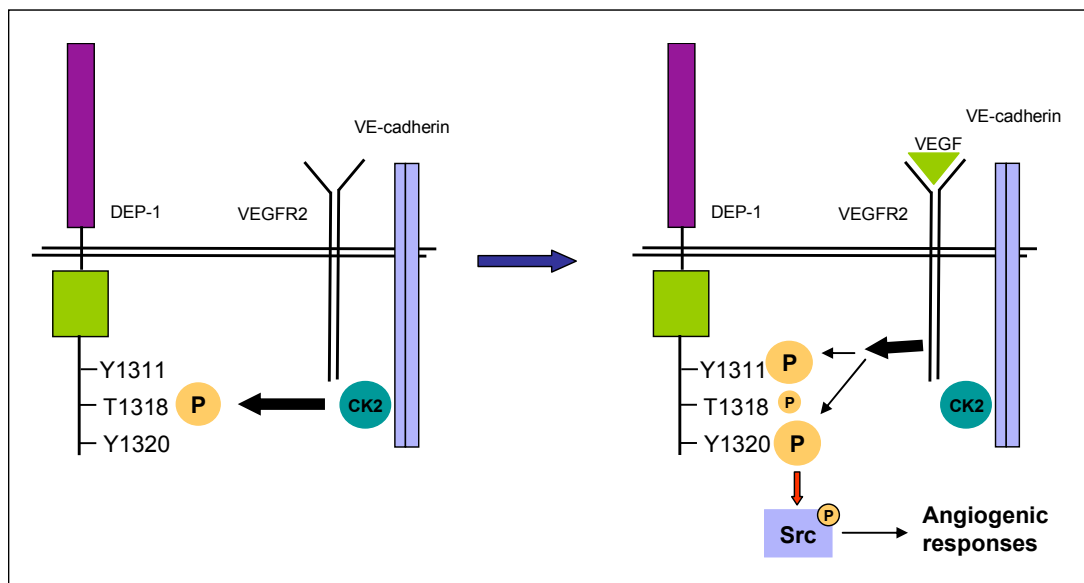 VE-cadherin
DEP-1
VEGFR2
Y1311
T1318
P
CK2
Y1320
VE-cadherin
VEGF
DEP-1
VEGFR2
Y1311
P
T1318
P
CK2
Y1320
P
P
Src
Angiogenic
responses